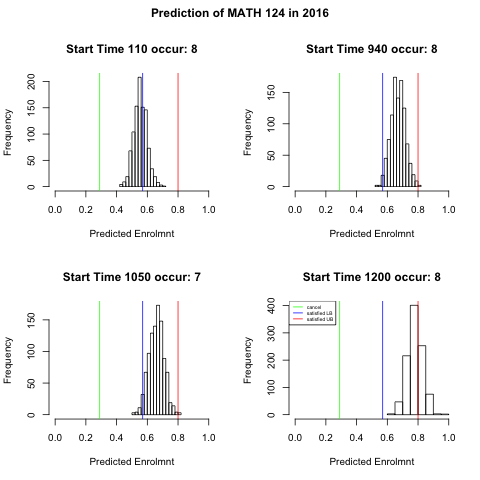 Prediction of MATH 124 in 2016
Start Time 110 occur: 8
Frequency
200
150
100
50
0
0.0 0.2 0.4 0.6 0.8 1.0
Predicted Enrolmnt
Start Time 940 occur: 8
Frequency
150
100
50
0
0.0 0.2 0.4 0.6 0.8 1.0
Predicted Enrolmnt
Start Time 1050 occur: 7
Frequency
150
100
50
0
0.0 0.2 0.4 0.6 0.8 1.0
Predicted Enrolmnt
Start Time 1200 occur: 8
cancel
satisfied LB
satisfied UB
Frequency
400
300
200
100
0
0.0 0.2 0.4 0.6 0.8 1.0
Predicted Enrolmnt